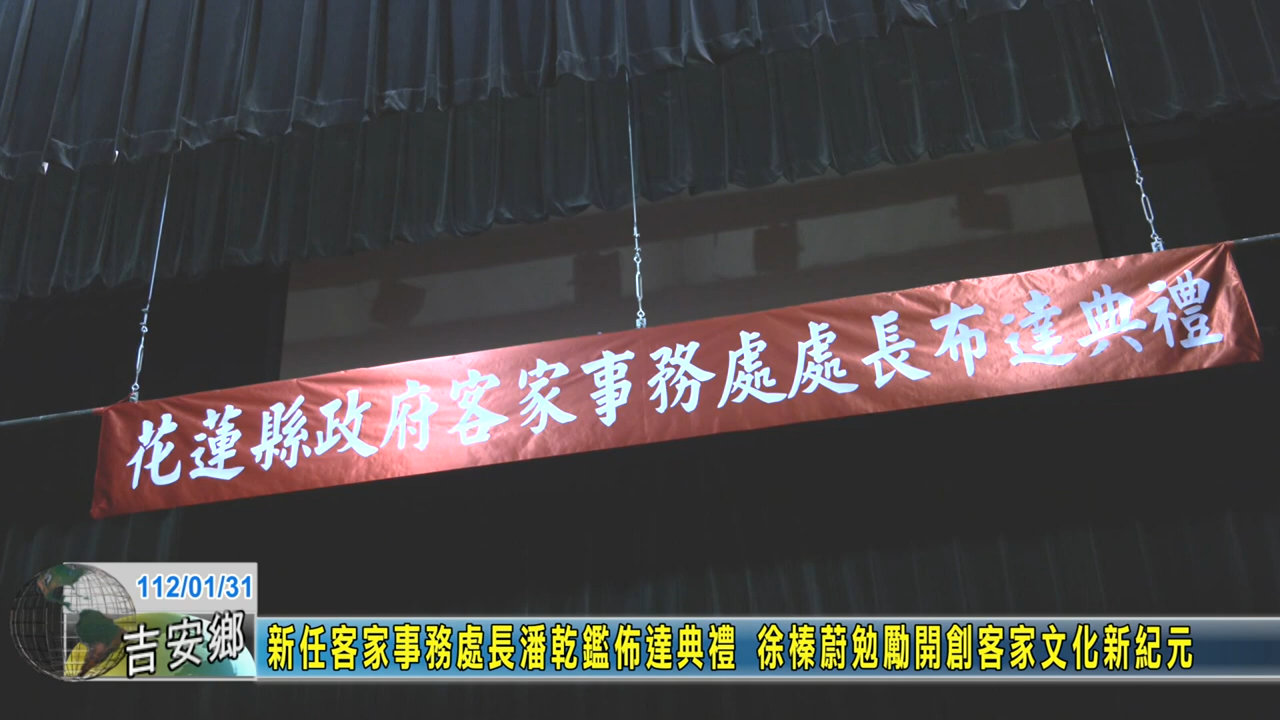 花蓮縣政府客家事務處處長布達典禮
112/01/31
吉安鄉
新任客家事務處長潘乾鑑佈達典禮 徐榛蔚勉勵開創客家文化新紀元